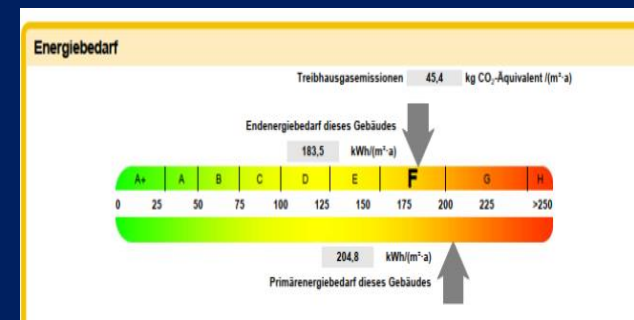 Energiebedarf
Treibhausgasemissionen 45,4 kg CO₂-Äquivalent /(m²·a)
Endenergiebedarf dieses Gebäudes
183,5 kWh/(m²·a)
A+ A B C D E F G H
0 25 50 75 100 125 150 175 200 225 >250
204,8 kWh/(m²·a)
Primärenergiebedarf dieses Gebäudes